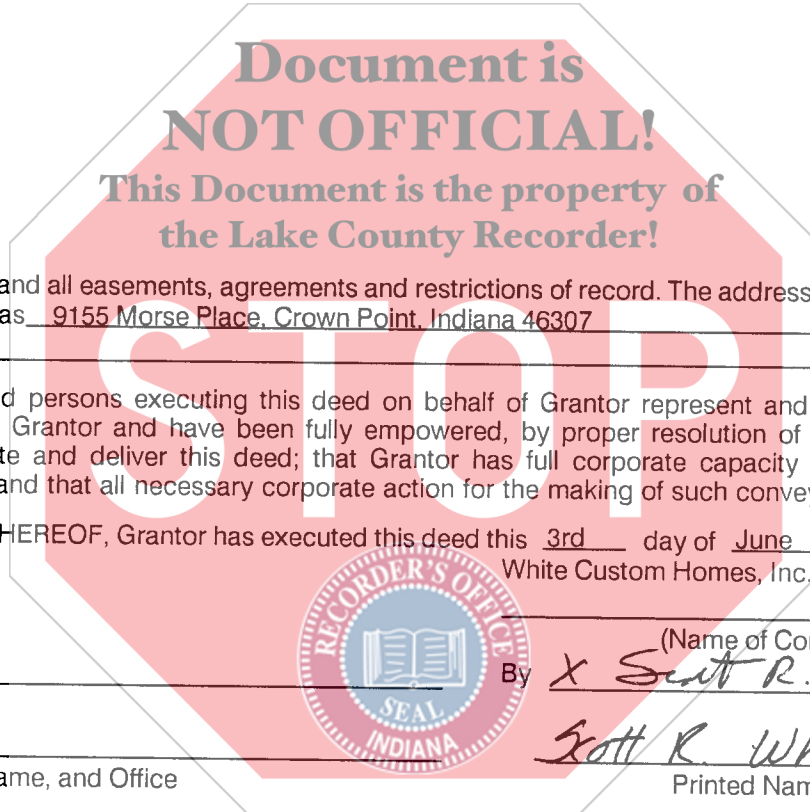 Document is
NOT OFFICIAL!
This Document is the property of
the Lake County Recorder!
and all easements, agreements and restrictions of record. The address
as 9155 Morse Place, Crown Point, Indiana 46307
STOP
d persons executing this deed on behalf of Grantor represent and
Grantor and have been fully empowered, by proper resolution of
te and deliver this deed; that Grantor has full corporate capacity
and that all necessary corporate action for the making of such convey
HEREOF, Grantor has executed this deed this 3rd day of June
White Custom Homes, Inc.
RECORDER'S OFFICE
SEAL
INDIANA
(Name of Co
By X Scott R.
Scott R. Wh
ame, and Office
Printed Nam